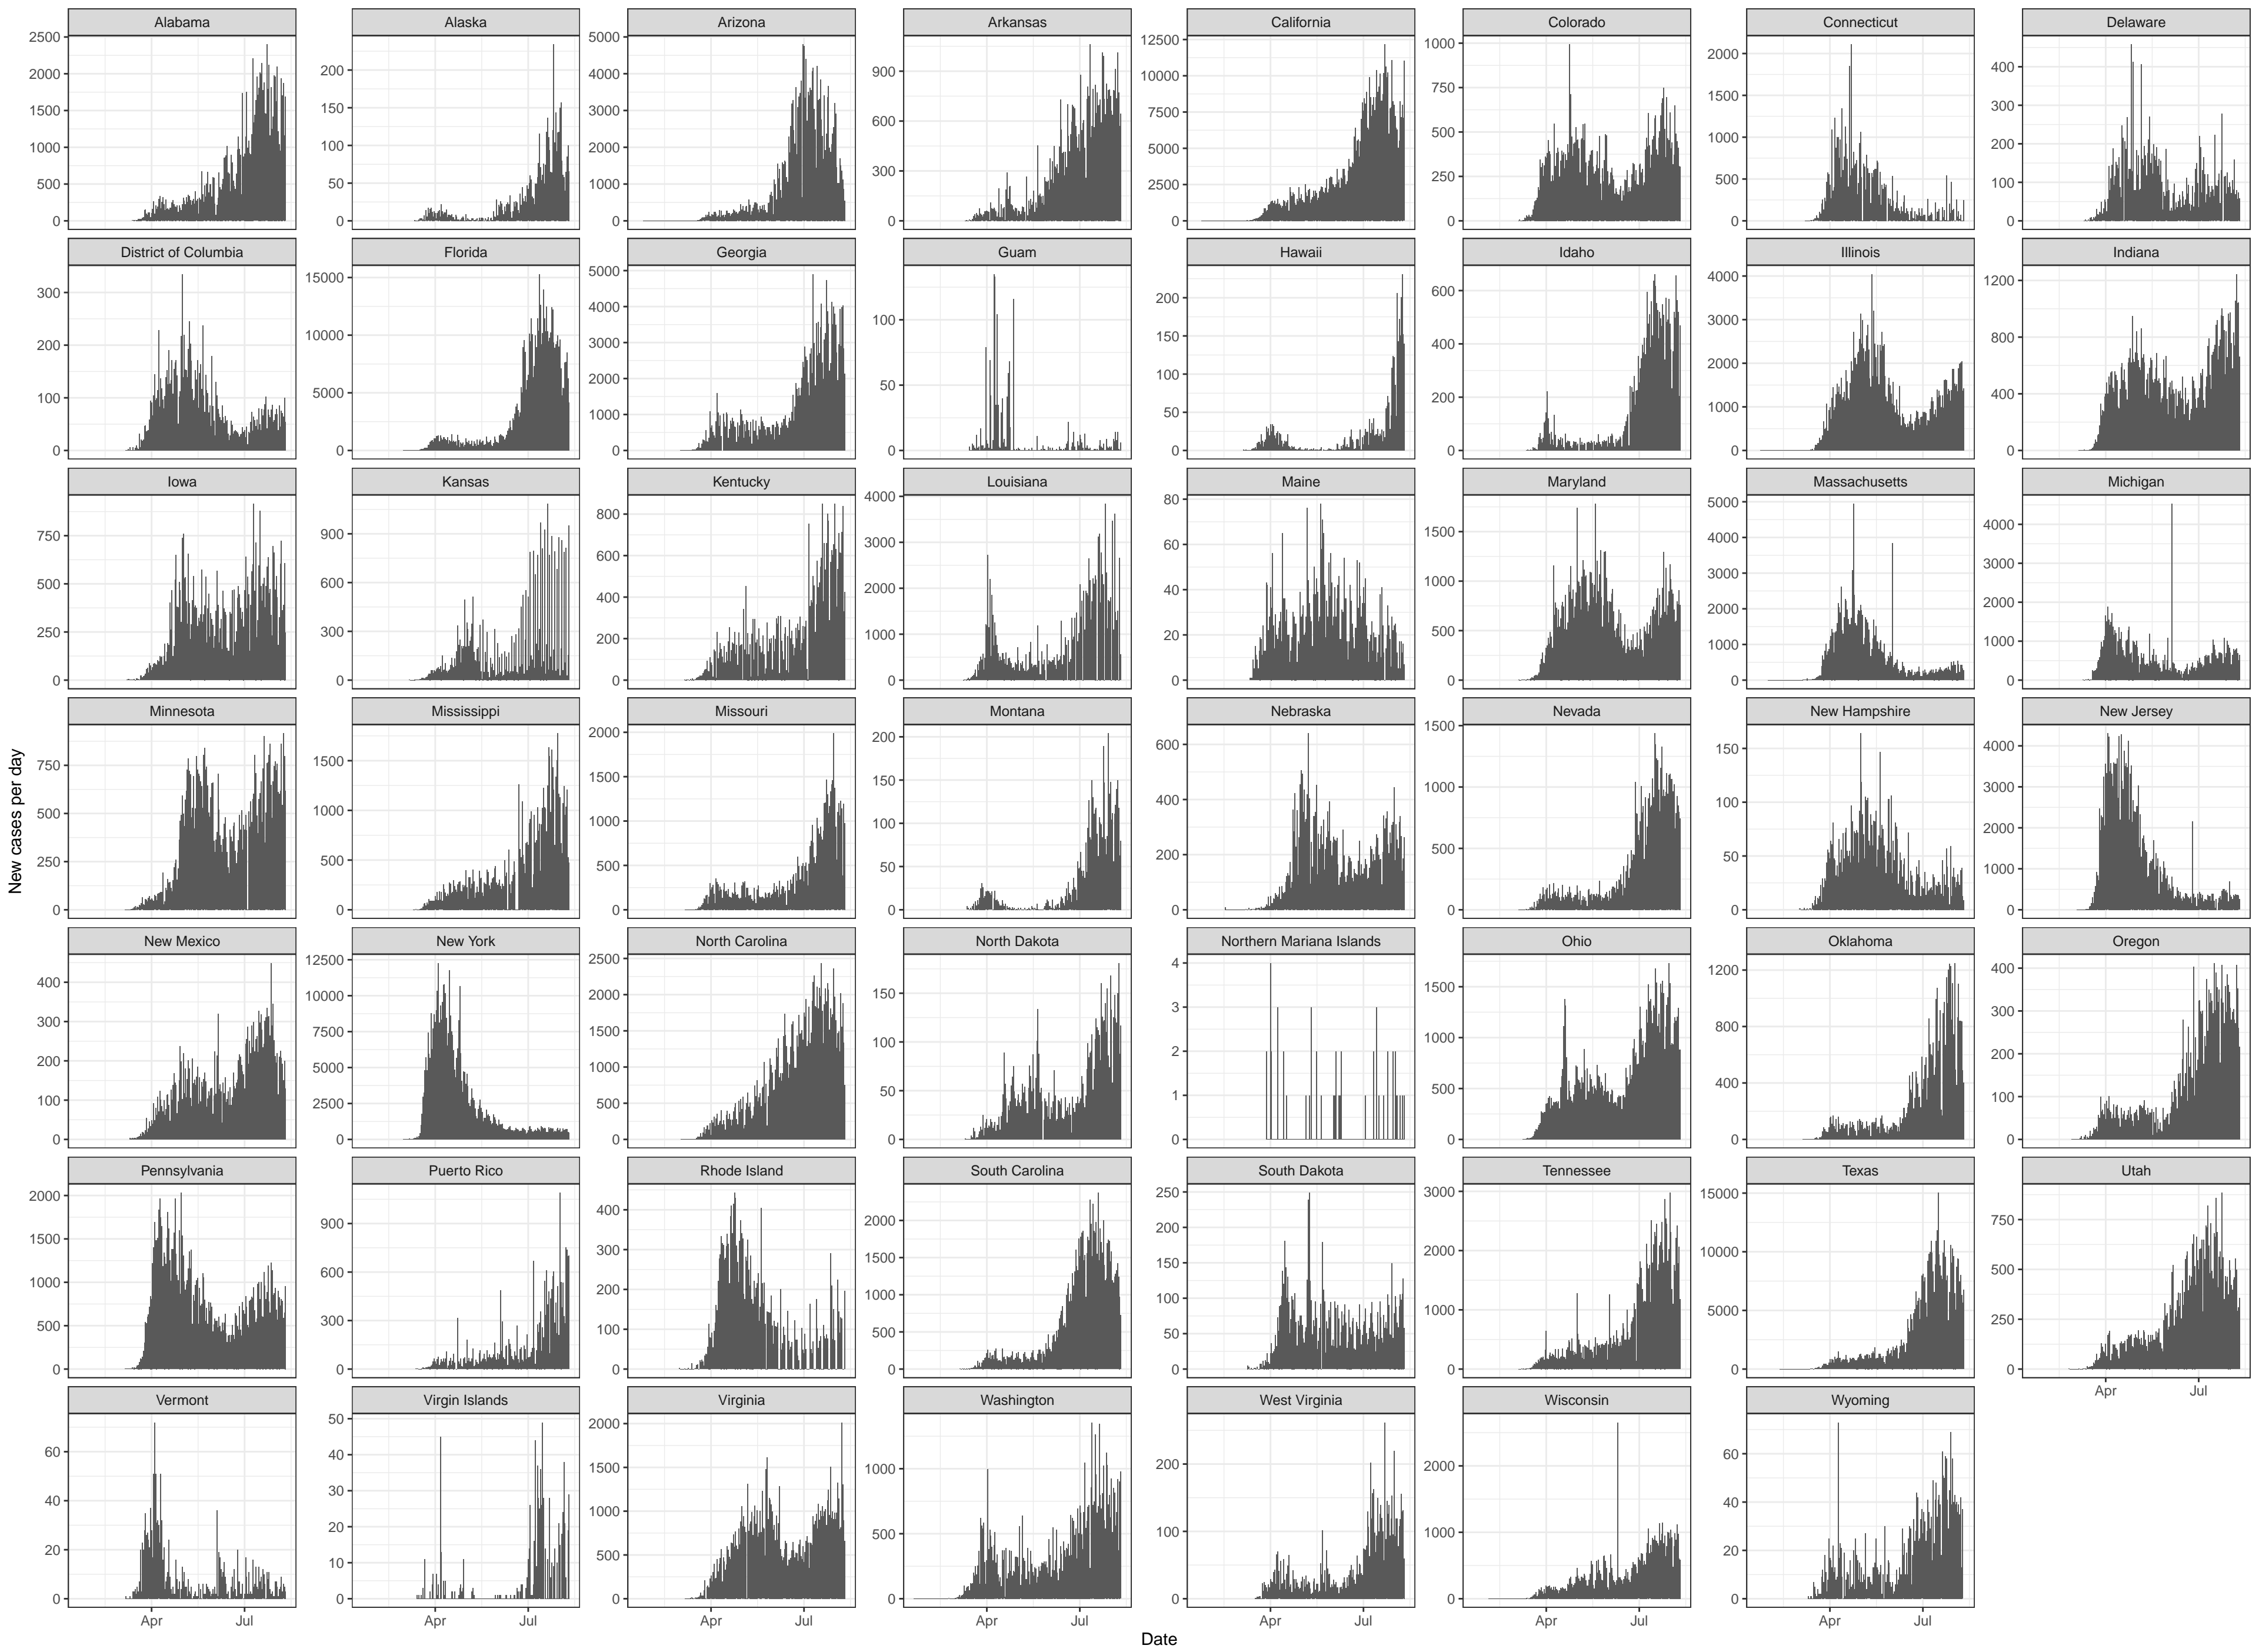 Alabama Alaska Arizona Arkansas California Colorado Connecticut Delaware
2500 2000 1500 1000 500 0
200 150 100 50 0
5000 4000 3000 2000 1000 0
900 600 300 0
12500 10000 7500 5000 2500 0
1000 750 500 250 0
2000 1500 1000 500 0
400 300 200 100 0
District of Columbia Florida Georgia Guam Hawaii Idaho Illinois Indiana
300 200 100 0
15000 10000 5000 0
5000 4000 3000 2000 1000 0
100 50 0
200 150 100 50 0
600 400 200 0
4000 3000 2000 1000 0
1200 800 400 0
Iowa Kansas Kentucky Louisiana Maine Maryland Massachusetts Michigan
750 500 250 0
900 600 300 0
800 600 400 200 0
4000 3000 2000 1000 0
80 60 40 20 0
1500 1000 500 0
5000 4000 3000 2000 1000 0
4000 3000 2000 1000 0
Minnesota Mississippi Missouri Montana Nebraska Nevada New Hampshire New Jersey
750 500 250 0
1500 1000 500 0
2000 1500 1000 500 0
200 150 100 50 0
600 400 200 0
1500 1000 500 0
150 100 50 0
4000 3000 2000 1000 0
New cases per day
New Mexico New York North Carolina North Dakota Northern Mariana Islands Ohio Oklahoma Oregon
400 300 200 100 0
12500 10000 7500 5000 2500 0
2500 2000 1500 1000 500 0
150 100 50 0
4 3 2 1 0
1500 1000 500 0
1200 800 400 0
400 300 200 100 0
Pennsylvania Puerto Rico Rhode Island South Carolina South Dakota Tennessee Texas Utah
2000 1500 1000 500 0
900 600 300 0
400 300 200 100 0
2000 1500 1000 500 0
250 200 150 100 50 0
3000 2000 1000 0
15000 10000 5000 0
750 500 250 0
Apr Jul
Vermont Virgin Islands Virginia Washington West Virginia Wisconsin Wyoming
60 40 20 0
50 40 30 20 10 0
2000 1500 1000 500 0
1000 500 0
200 100 0
2000 1000 0
60 40 20 0
Apr Jul Apr Jul Apr Jul Apr Jul Apr Jul Apr Jul Apr Jul
Date